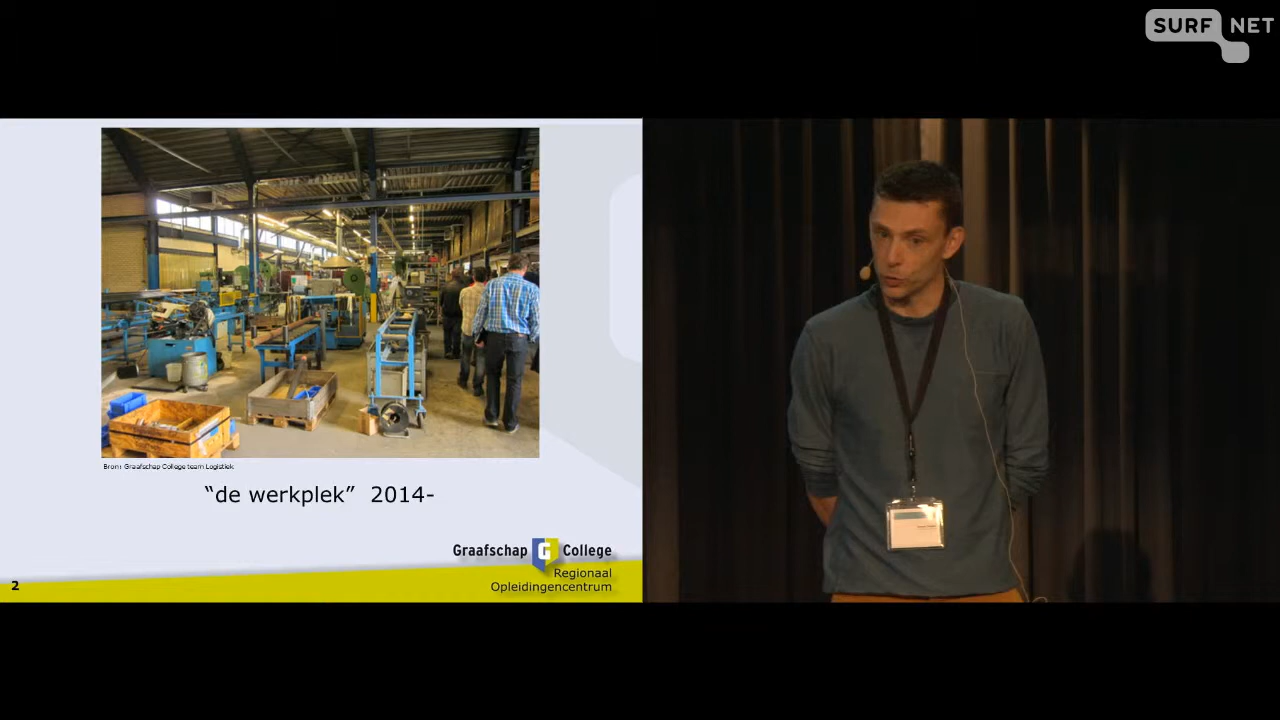 SURF NET
Bron: Graafschap College team Logistiek
“de werkplek” 2014-
Graafschap G College
Regionaal
Opleidingencentrum
2